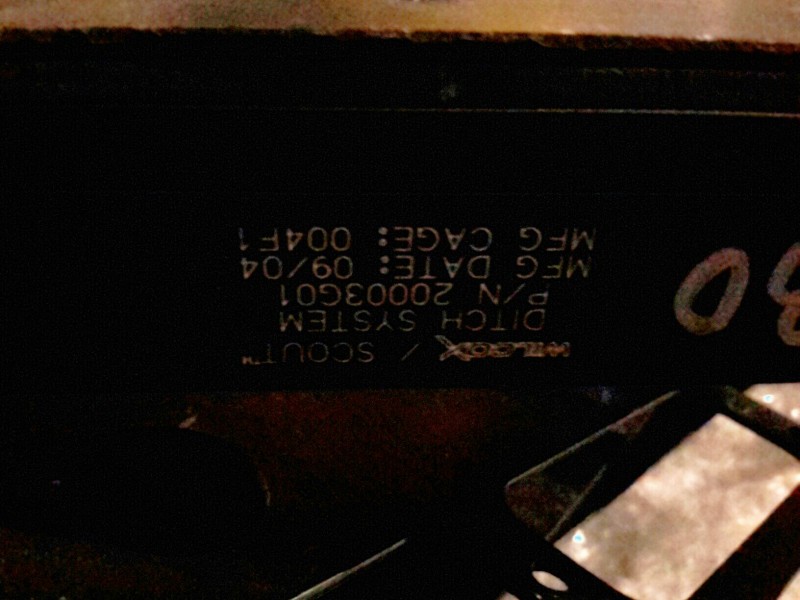 WILCOX / SCOUT™
DITCH SYSTEM
P/N 20003G01
MFG DATE: 09/04
MFG CAGE: 004F1